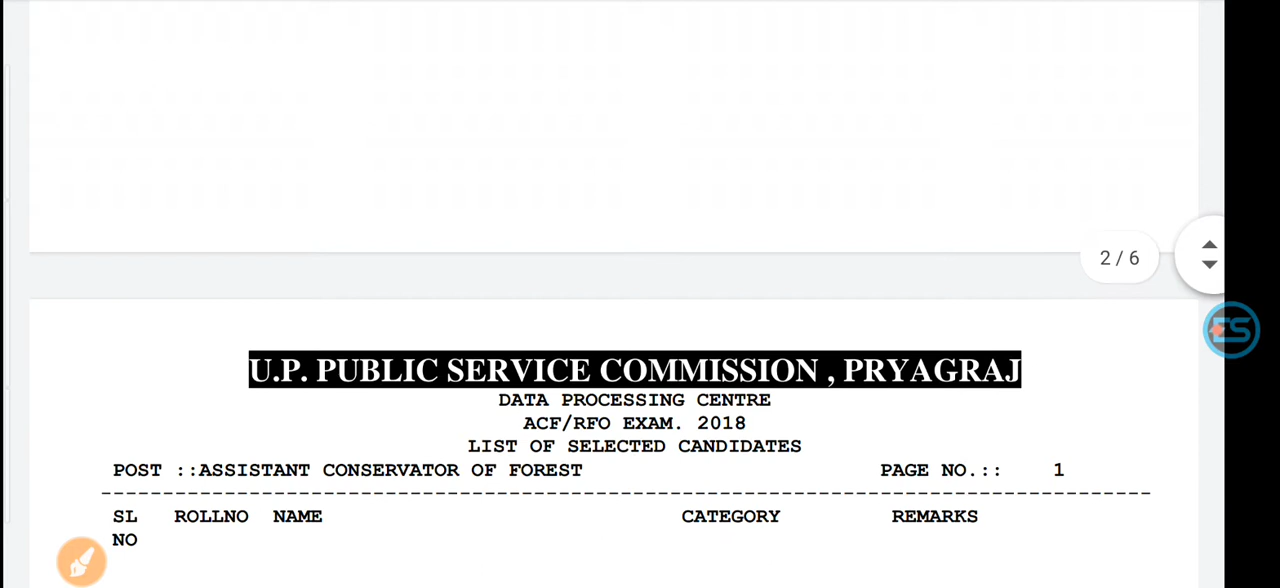 2 / 6
ES
U.P. PUBLIC SERVICE COMMISSION , PRYAGRAJ
DATA PROCESSING CENTRE
ACF/RFO EXAM. 2018
LIST OF SELECTED CANDIDATES
POST ::ASSISTANT CONSERVATOR OF FOREST PAGE NO.:: 1
SL ROLLNO NAME CATEGORY REMARKS
NO